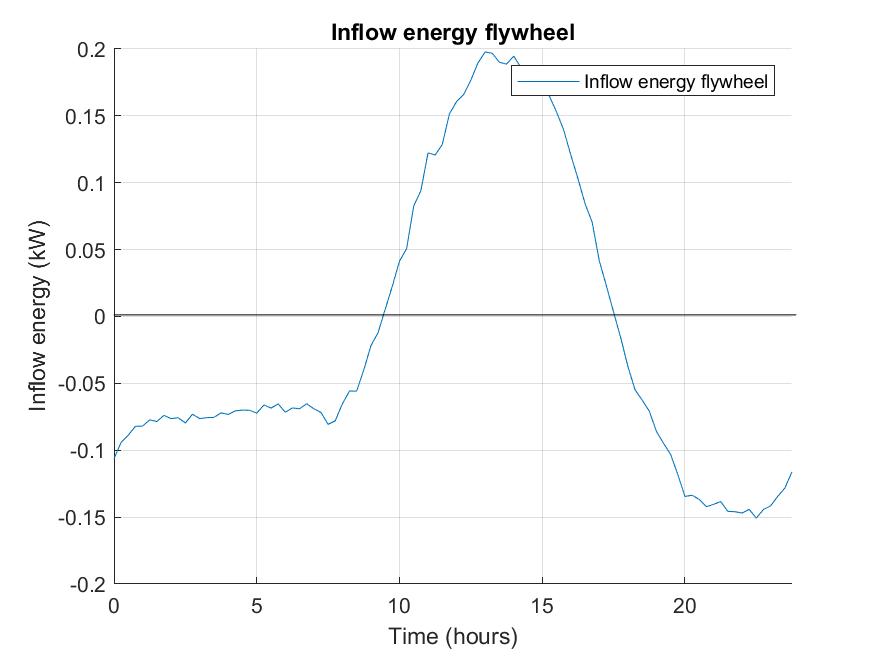 Inflow energy flywheel
0.2
Inflow energy flywheel
0.15
0.1
0.05
0
-0.05
-0.1
-0.15
-0.2
Inflow energy (kW)
0 5 10 15 20
Time (hours)